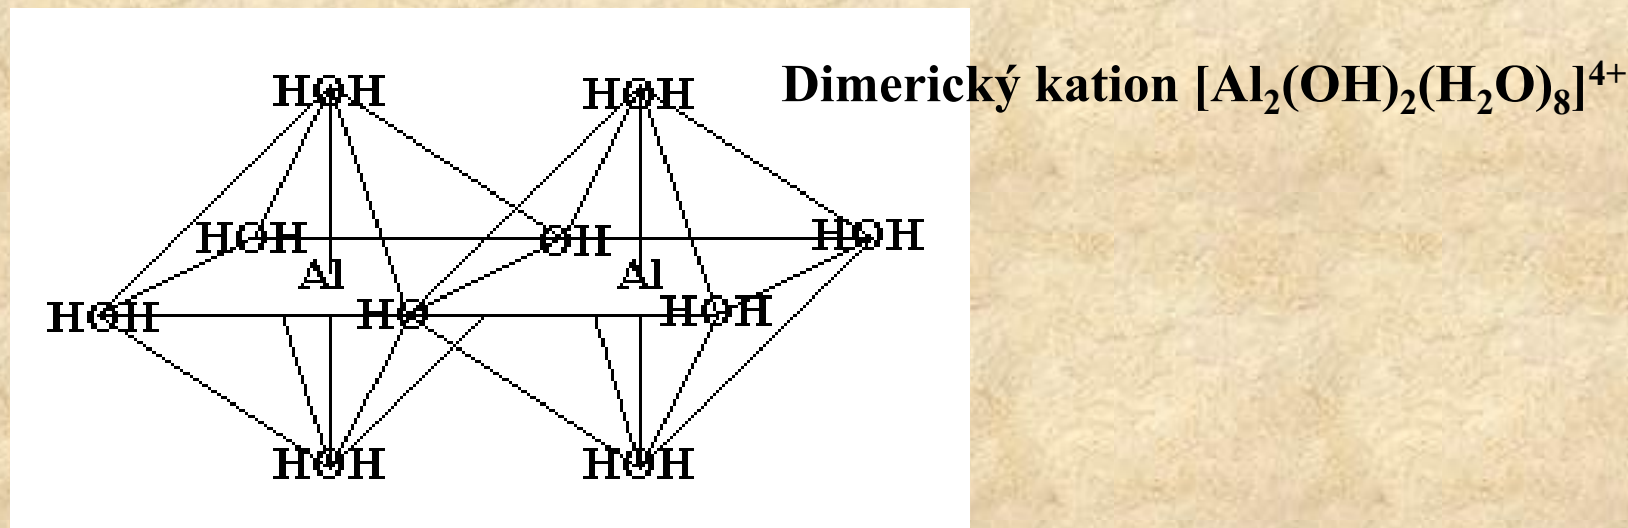 Dimerický kation [Al₂(OH)₂(H₂O)₈]⁴⁺
HOH HOH
HOH OH HOH
Al Al
HOH HO HOH
HOH HOH